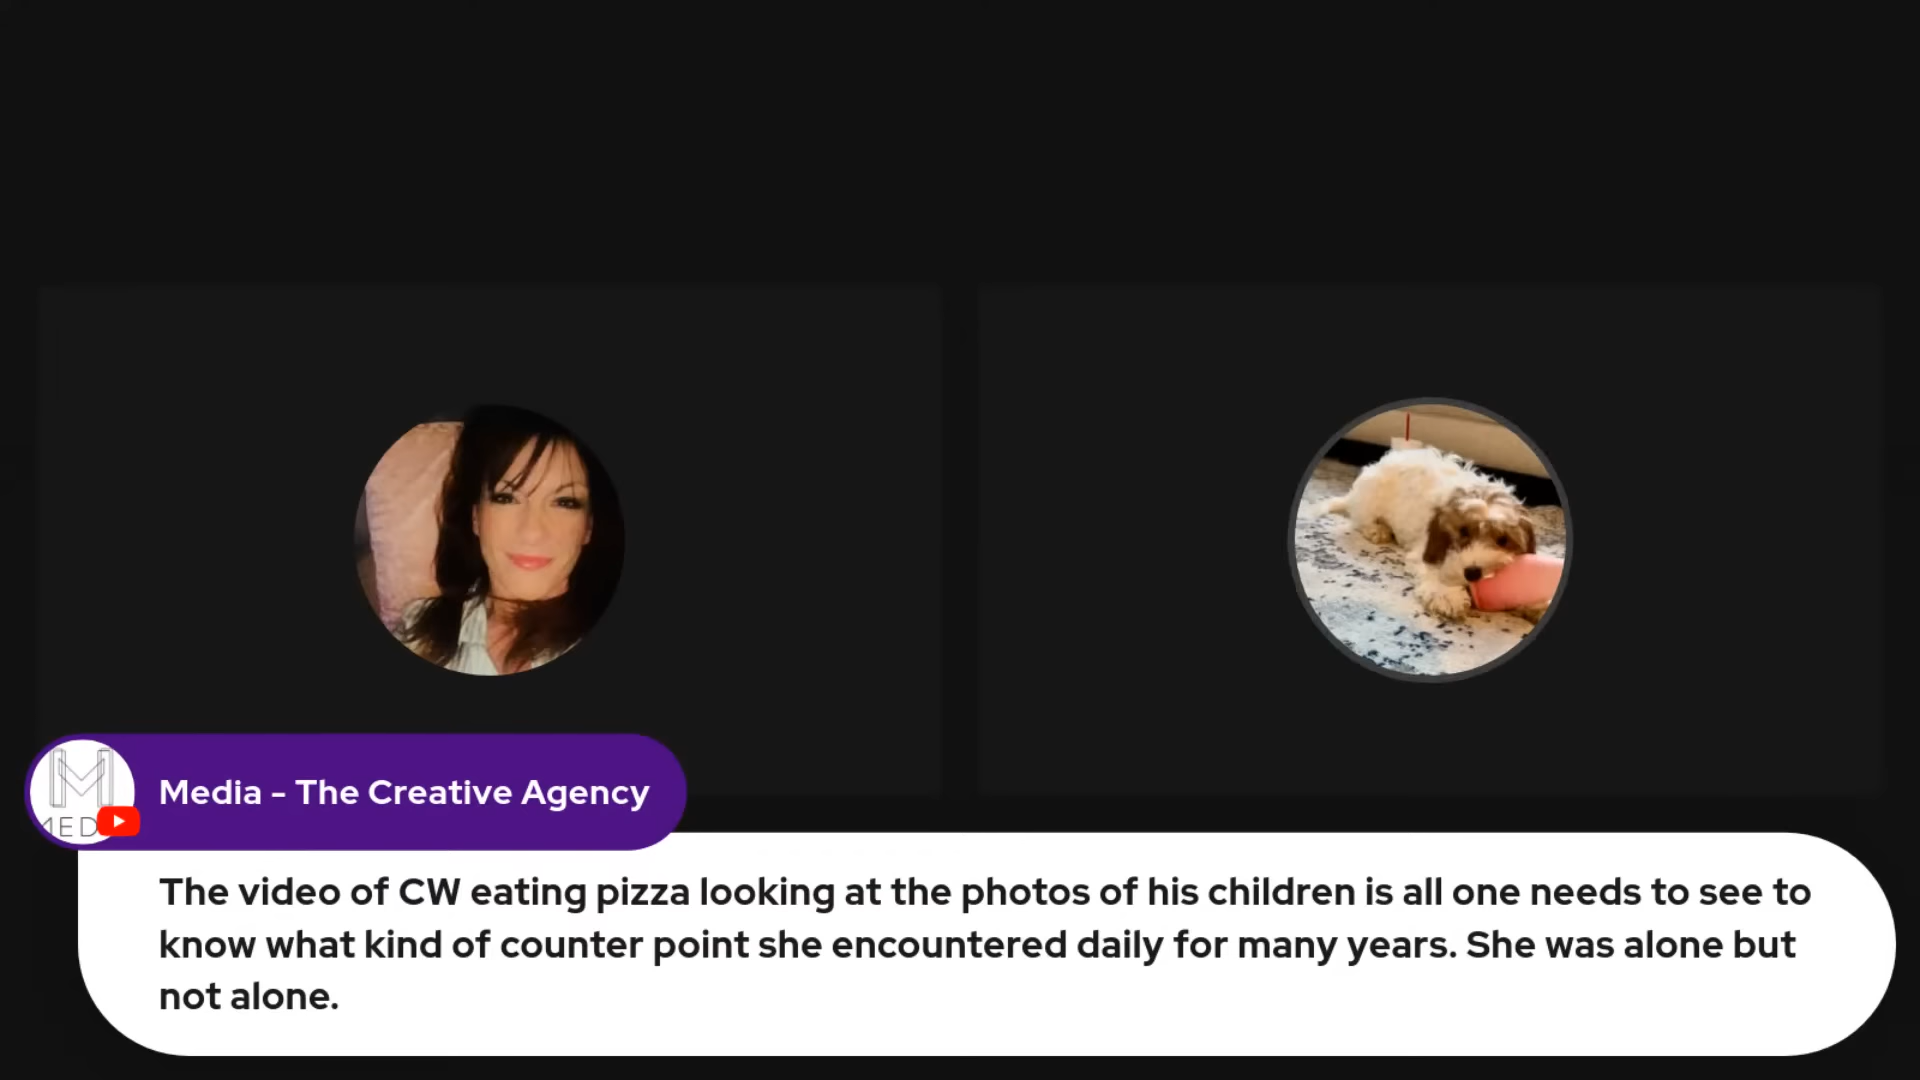 MED
Media - The Creative Agency
The video of CW eating pizza looking at the photos of his children is all one needs to see to
know what kind of counter point she encountered daily for many years. She was alone but
not alone.